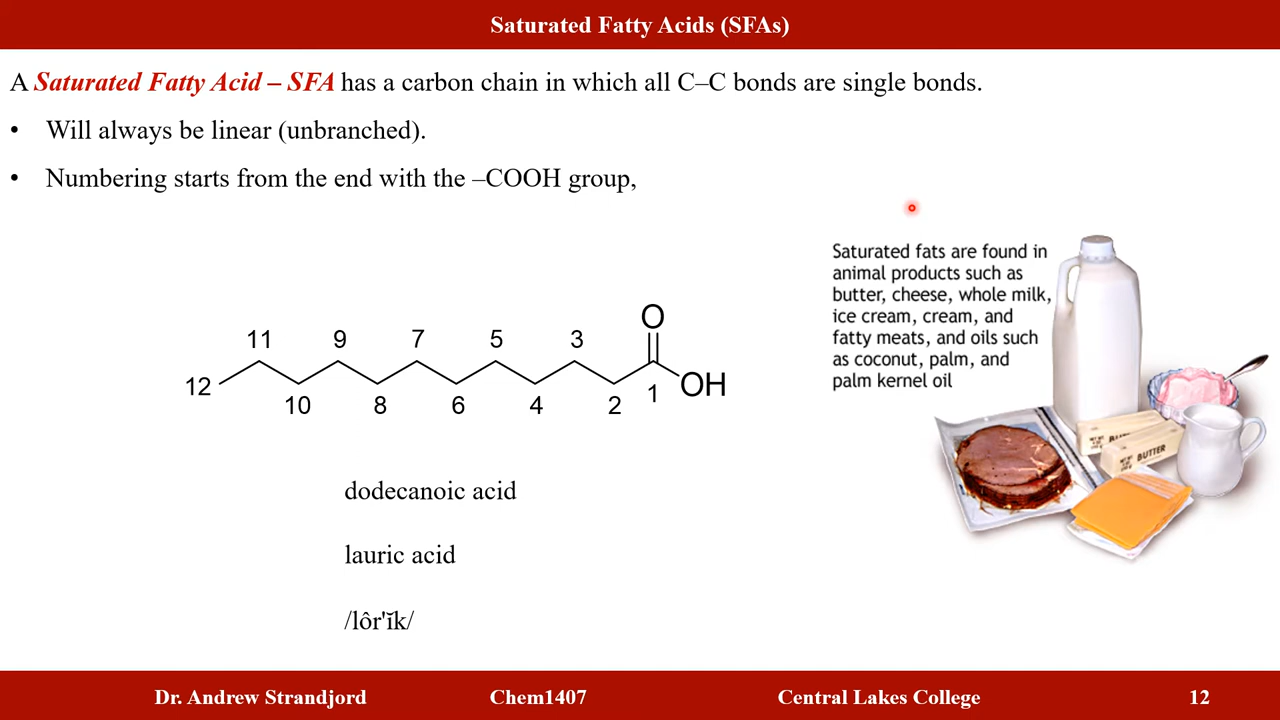 Saturated Fatty Acids (SFAs)
A Saturated Fatty Acid – SFA has a carbon chain in which all C–C bonds are single bonds.
• Will always be linear (unbranched).
• Numbering starts from the end with the –COOH group,
Saturated fats are found in
animal products such as
butter, cheese, whole milk,
ice cream, cream, and
fatty meats, and oils such
as coconut, palm, and
palm kernel oil
BUTTER
O
11 9 7 5 3
12 OH
10 8 6 4 2 1
dodecanoic acid
lauric acid
/lôr'ĭk/
Dr. Andrew Strandjord Chem1407 Central Lakes College 12